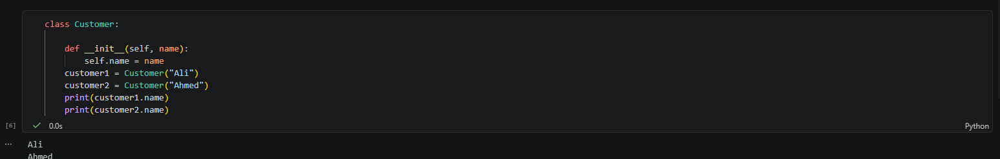 class Customer:
def __init__(self, name):
self.name = name
customer1 = Customer("Ali")
customer2 = Customer("Ahmed")
print(customer1.name)
print(customer2.name)
[6] 0.0s Python
... Ali
Ahmed